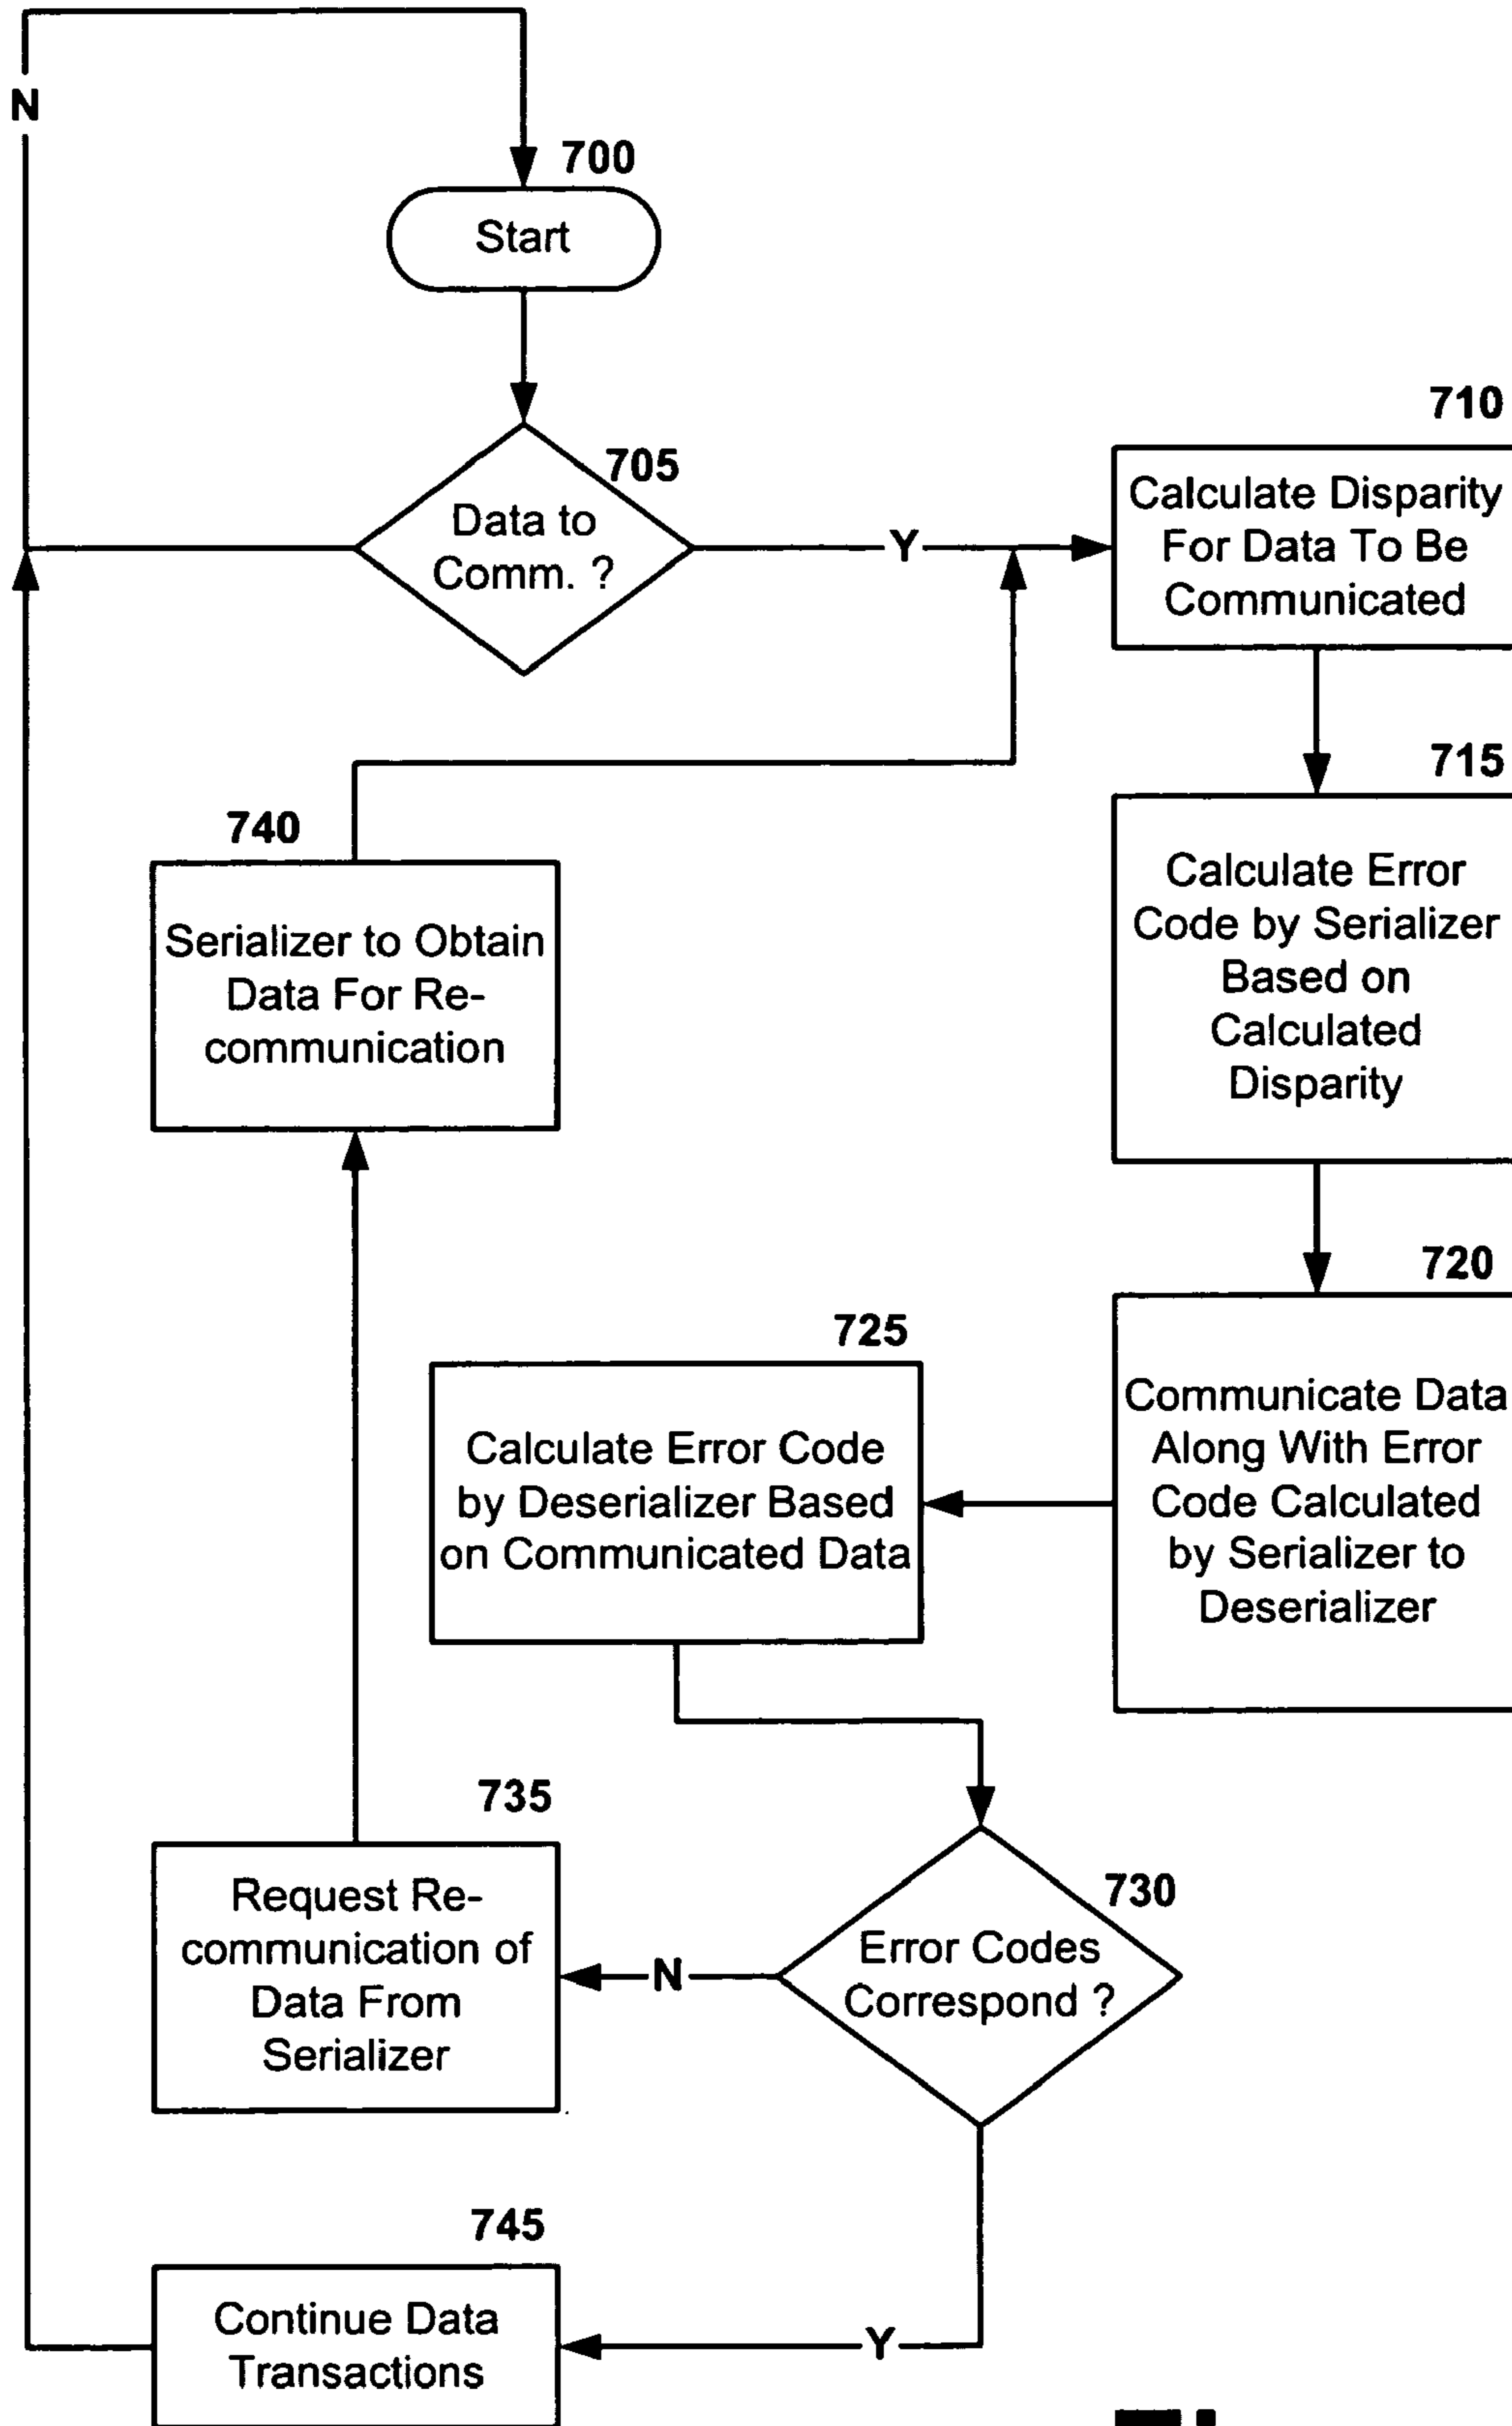 N
700
Start
705
Data to
Comm. ?
Y
710
Calculate Disparity
For Data To Be
Communicated
715
Calculate Error
Code by Serializer
Based on
Calculated
Disparity
740
Serializer to Obtain
Data For Re-
communication
720
Communicate Data
Along With Error
Code Calculated
by Serializer to
Deserializer
725
Calculate Error Code
by Deserializer Based
on Communicated Data
735
Request Re-
communication of
Data From
Serializer
N
730
Error Codes
Correspond ?
745
Continue Data
Transactions
Y